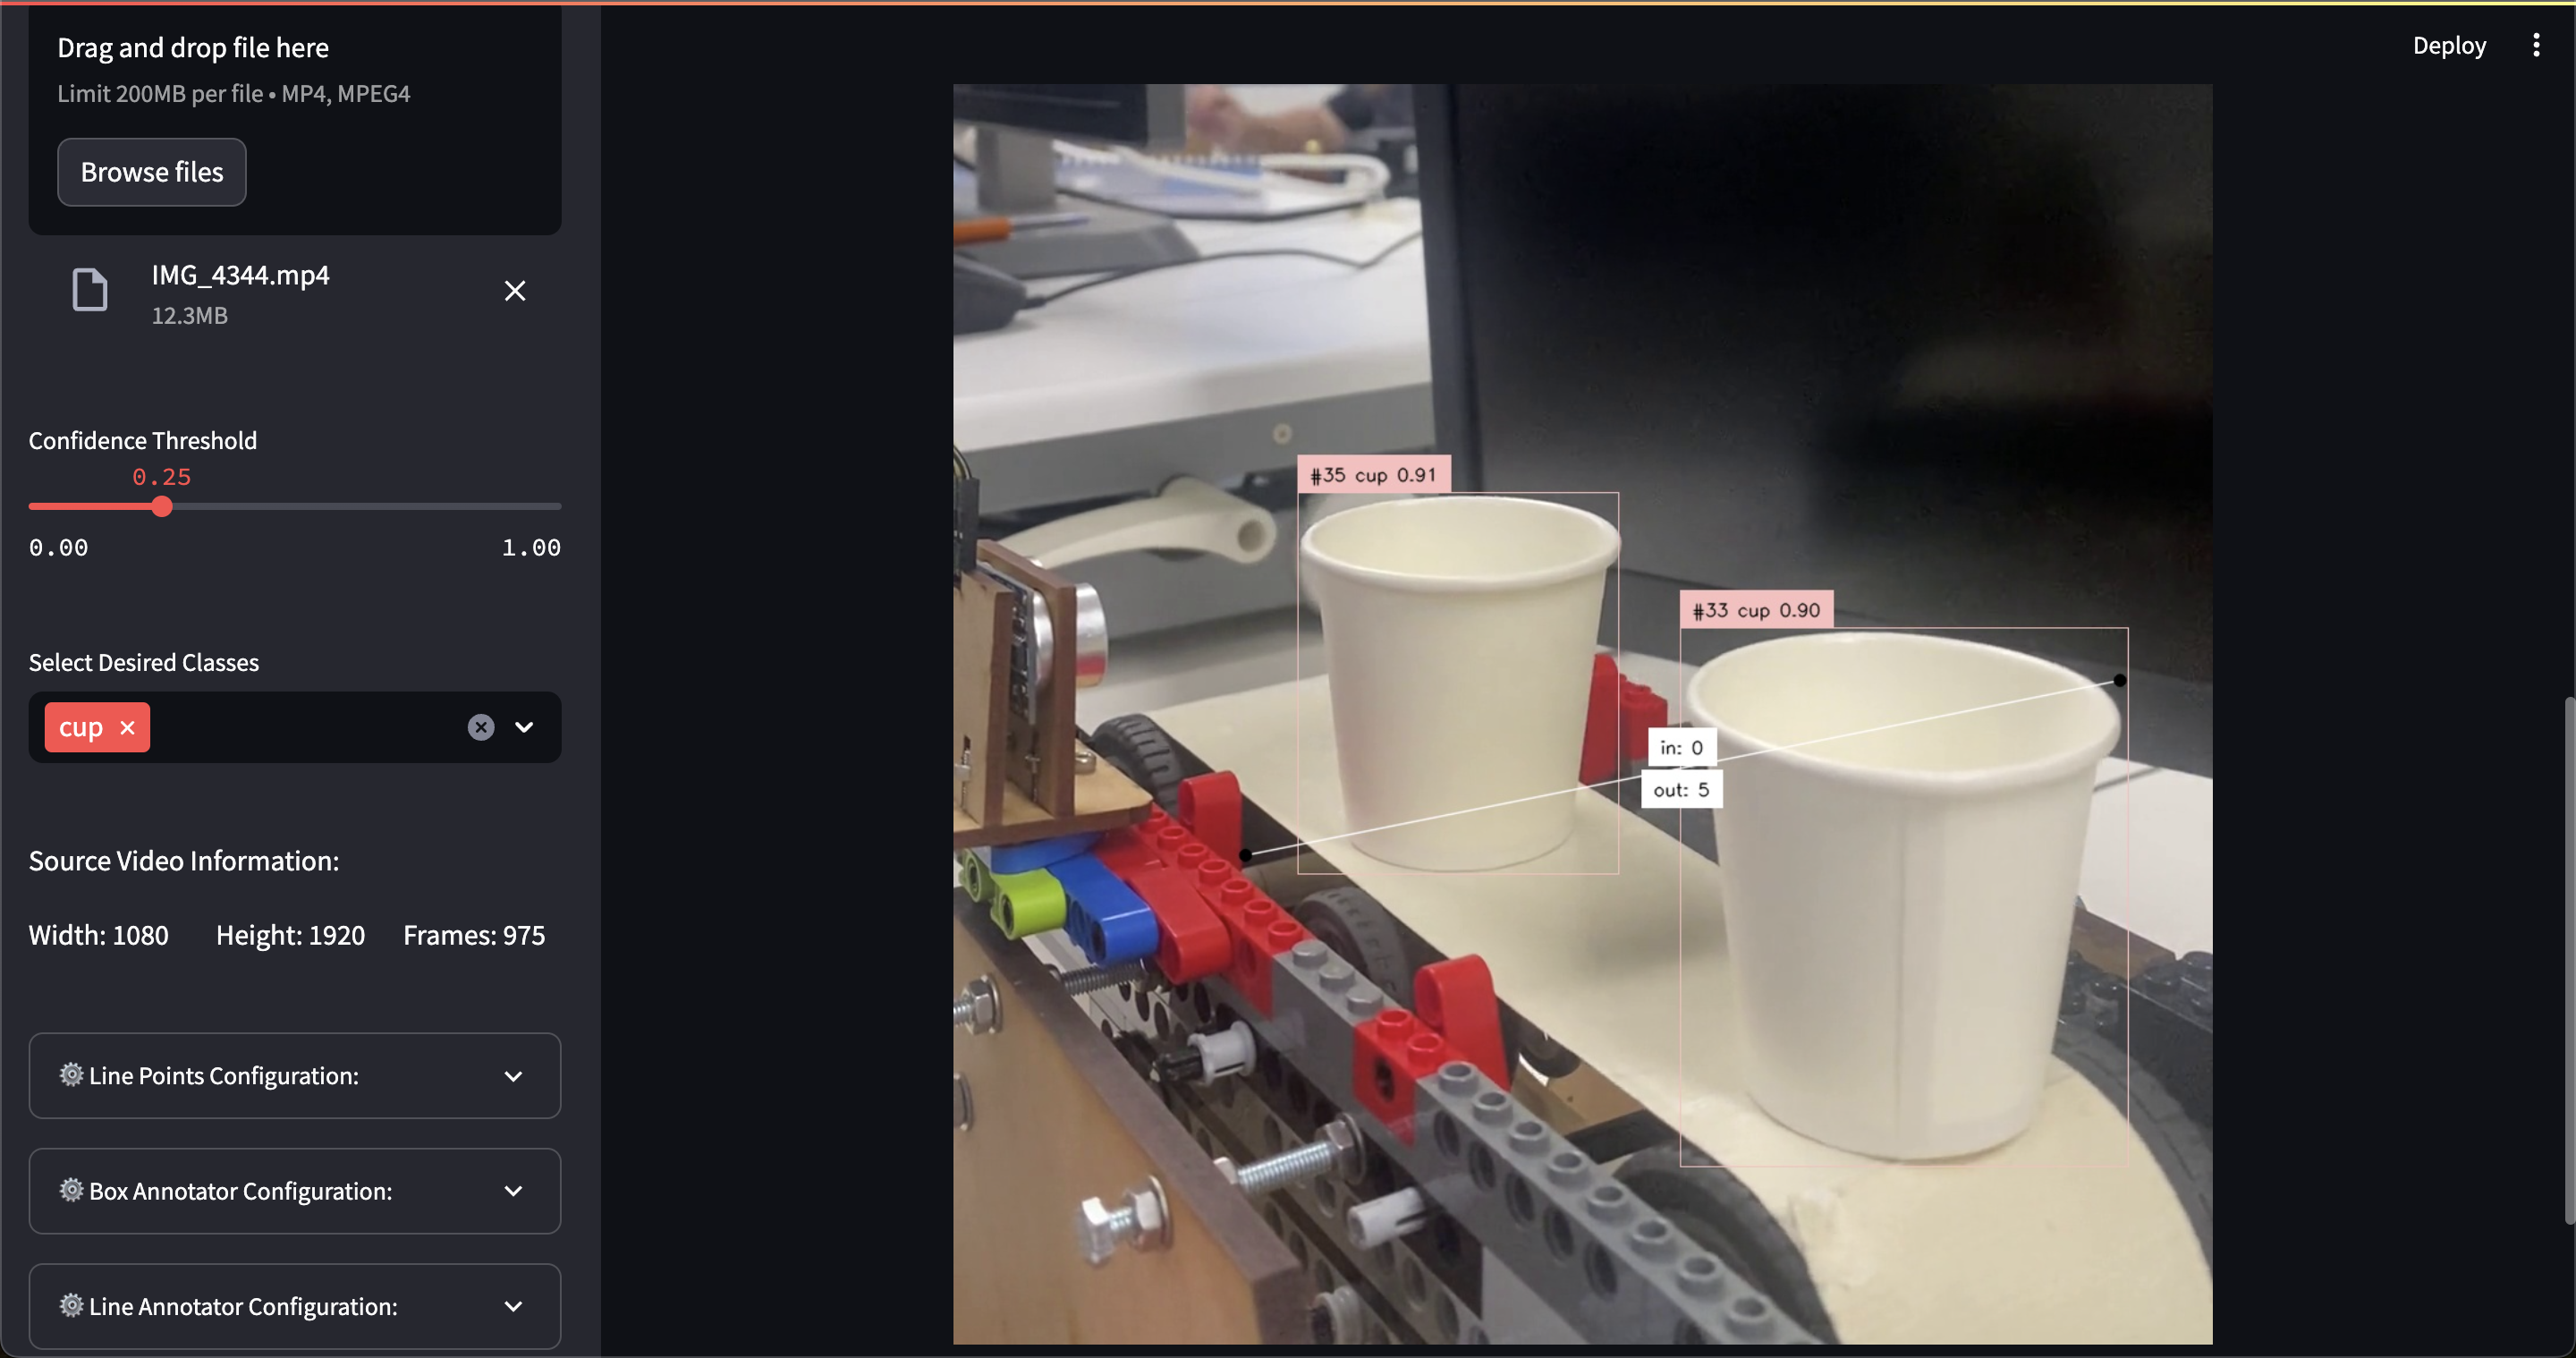 Deploy
Drag and drop file here
Limit 200MB per file • MP4, MPEG4
Browse files
IMG_4344.mp4
12.3MB
Confidence Threshold
0.25
0.00 1.00
Select Desired Classes
cup
Source Video Information:
Width: 1080 Height: 1920 Frames: 975
Line Points Configuration:
Box Annotator Configuration:
Line Annotator Configuration:
#35 cup 0.91
#33 cup 0.90
in: 0
out: 5